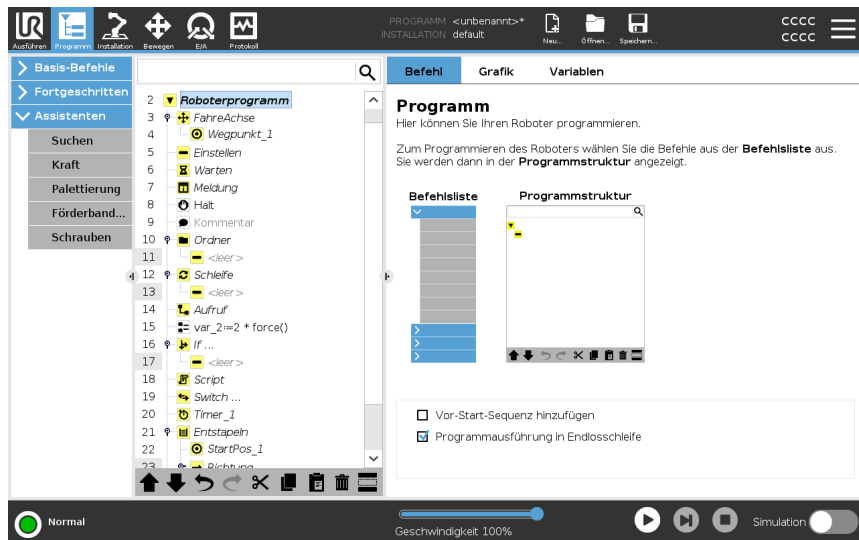 UR
PROGRAMM <unbenannt>*
INSTALLATION default
Ausführen Programm Installation Bewegen E/A Protokoll
Neu... Öffnen... Speichern...
CCCC
CCCC
Basis-Befehle
Fortgeschritten
Assistenten
Suchen
Kraft
Palettierung
Förderband...
Schrauben
2 Roboterprogramm
3 FahreAchse
4 Wegpunkt_1
5 Einstellen
6 Warten
7 Meldung
8 Halt
9 Kommentar
10 Ordner
11 <leer>
12 Schleife
13 <leer>
14 Aufruf
15 var_2:=2 * force()
16 If ...
17 <leer>
18 Script
19 Switch ...
20 Timer_1
21 Entstapeln
22 StartPos_1
23 Richtung
Befehl Grafik Variablen
Programm
Hier können Sie Ihren Roboter programmieren.
Zum Programmieren des Roboters wählen Sie die Befehle aus der Befehlsliste aus.
Sie werden dann in der Programmstruktur angezeigt.
Befehlsliste Programmstruktur
Vor-Start-Sequenz hinzufügen
Programmausführung in Endlosschleife
Normal
Geschwindigkeit 100%
Simulation